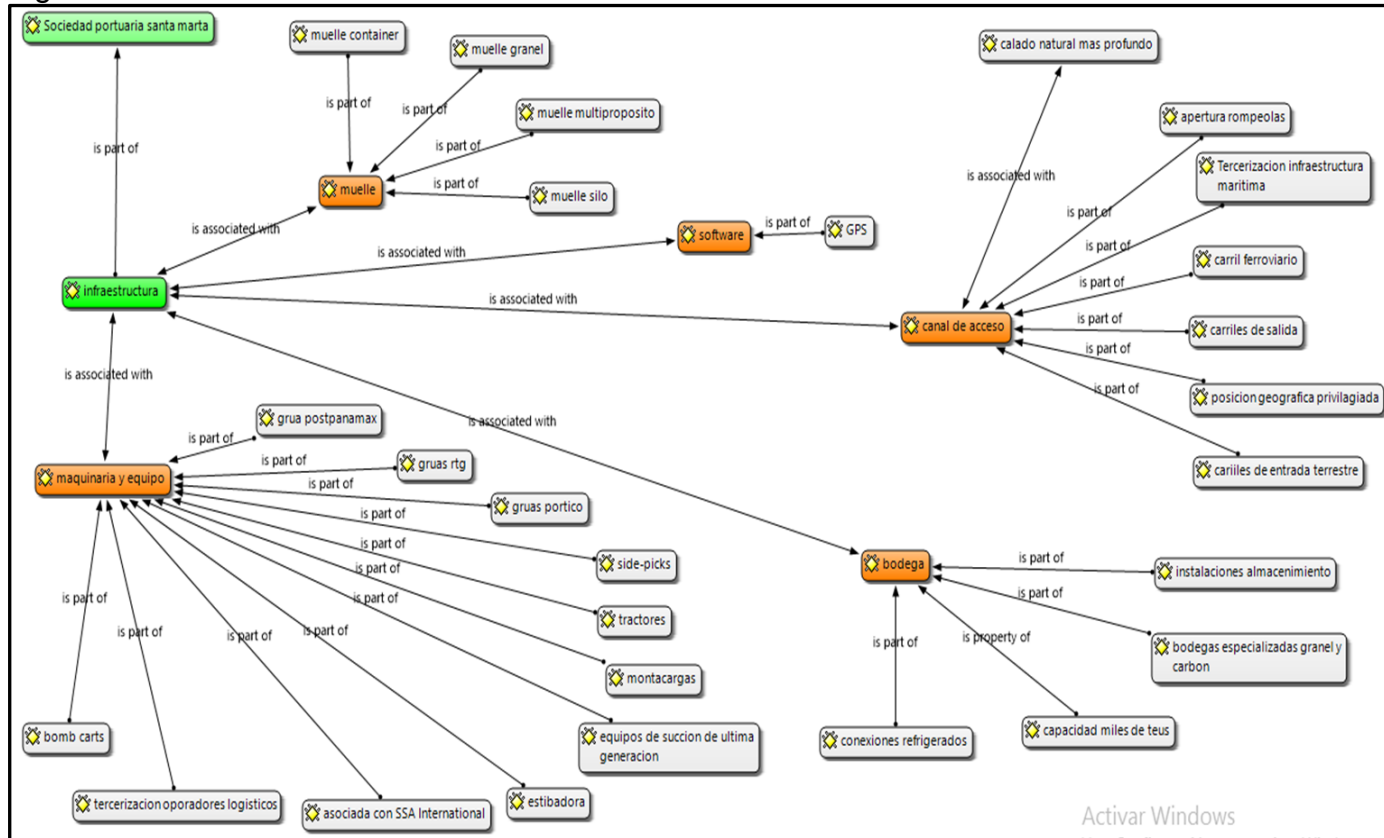 Sociedad portuaria santa marta
muelle container
muelle granel
calado natural mas profundo
is part of
is part of
muelle multiproposito
apertura rompeolas
is part of
is part of
Tercerizacion infraestructura
maritima
is associated with
muelle
is part of
muelle silo
is part of
is associated with
software
is part of
GPS
is part of
is associated with
carril ferroviario
infraestructura
is part of
is associated with
canal de acceso
is part of
carriles de salida
is part of
is associated with
is part of
posicion geografica privilagiada
grua postpanamax
is associated with
is part of
is part of
gruas rtg
cariiles de entrada terrestre
maquinaria y equipo
is part of
gruas portico
is part of
is part of
side-picks
bodega
is part of
instalaciones almacenimiento
is part of
is part of
is part of
is part of
tractores
is part of
is part of
is part of
is property of
bodegas especializadas granel y
carbon
montacargas
bomb carts
equipos de succion de ultima
generacion
conexiones refrigerados
capacidad miles de teus
tercerizacion oporadores logisticos
asociada con SSA International
estibadora
Activar Windows